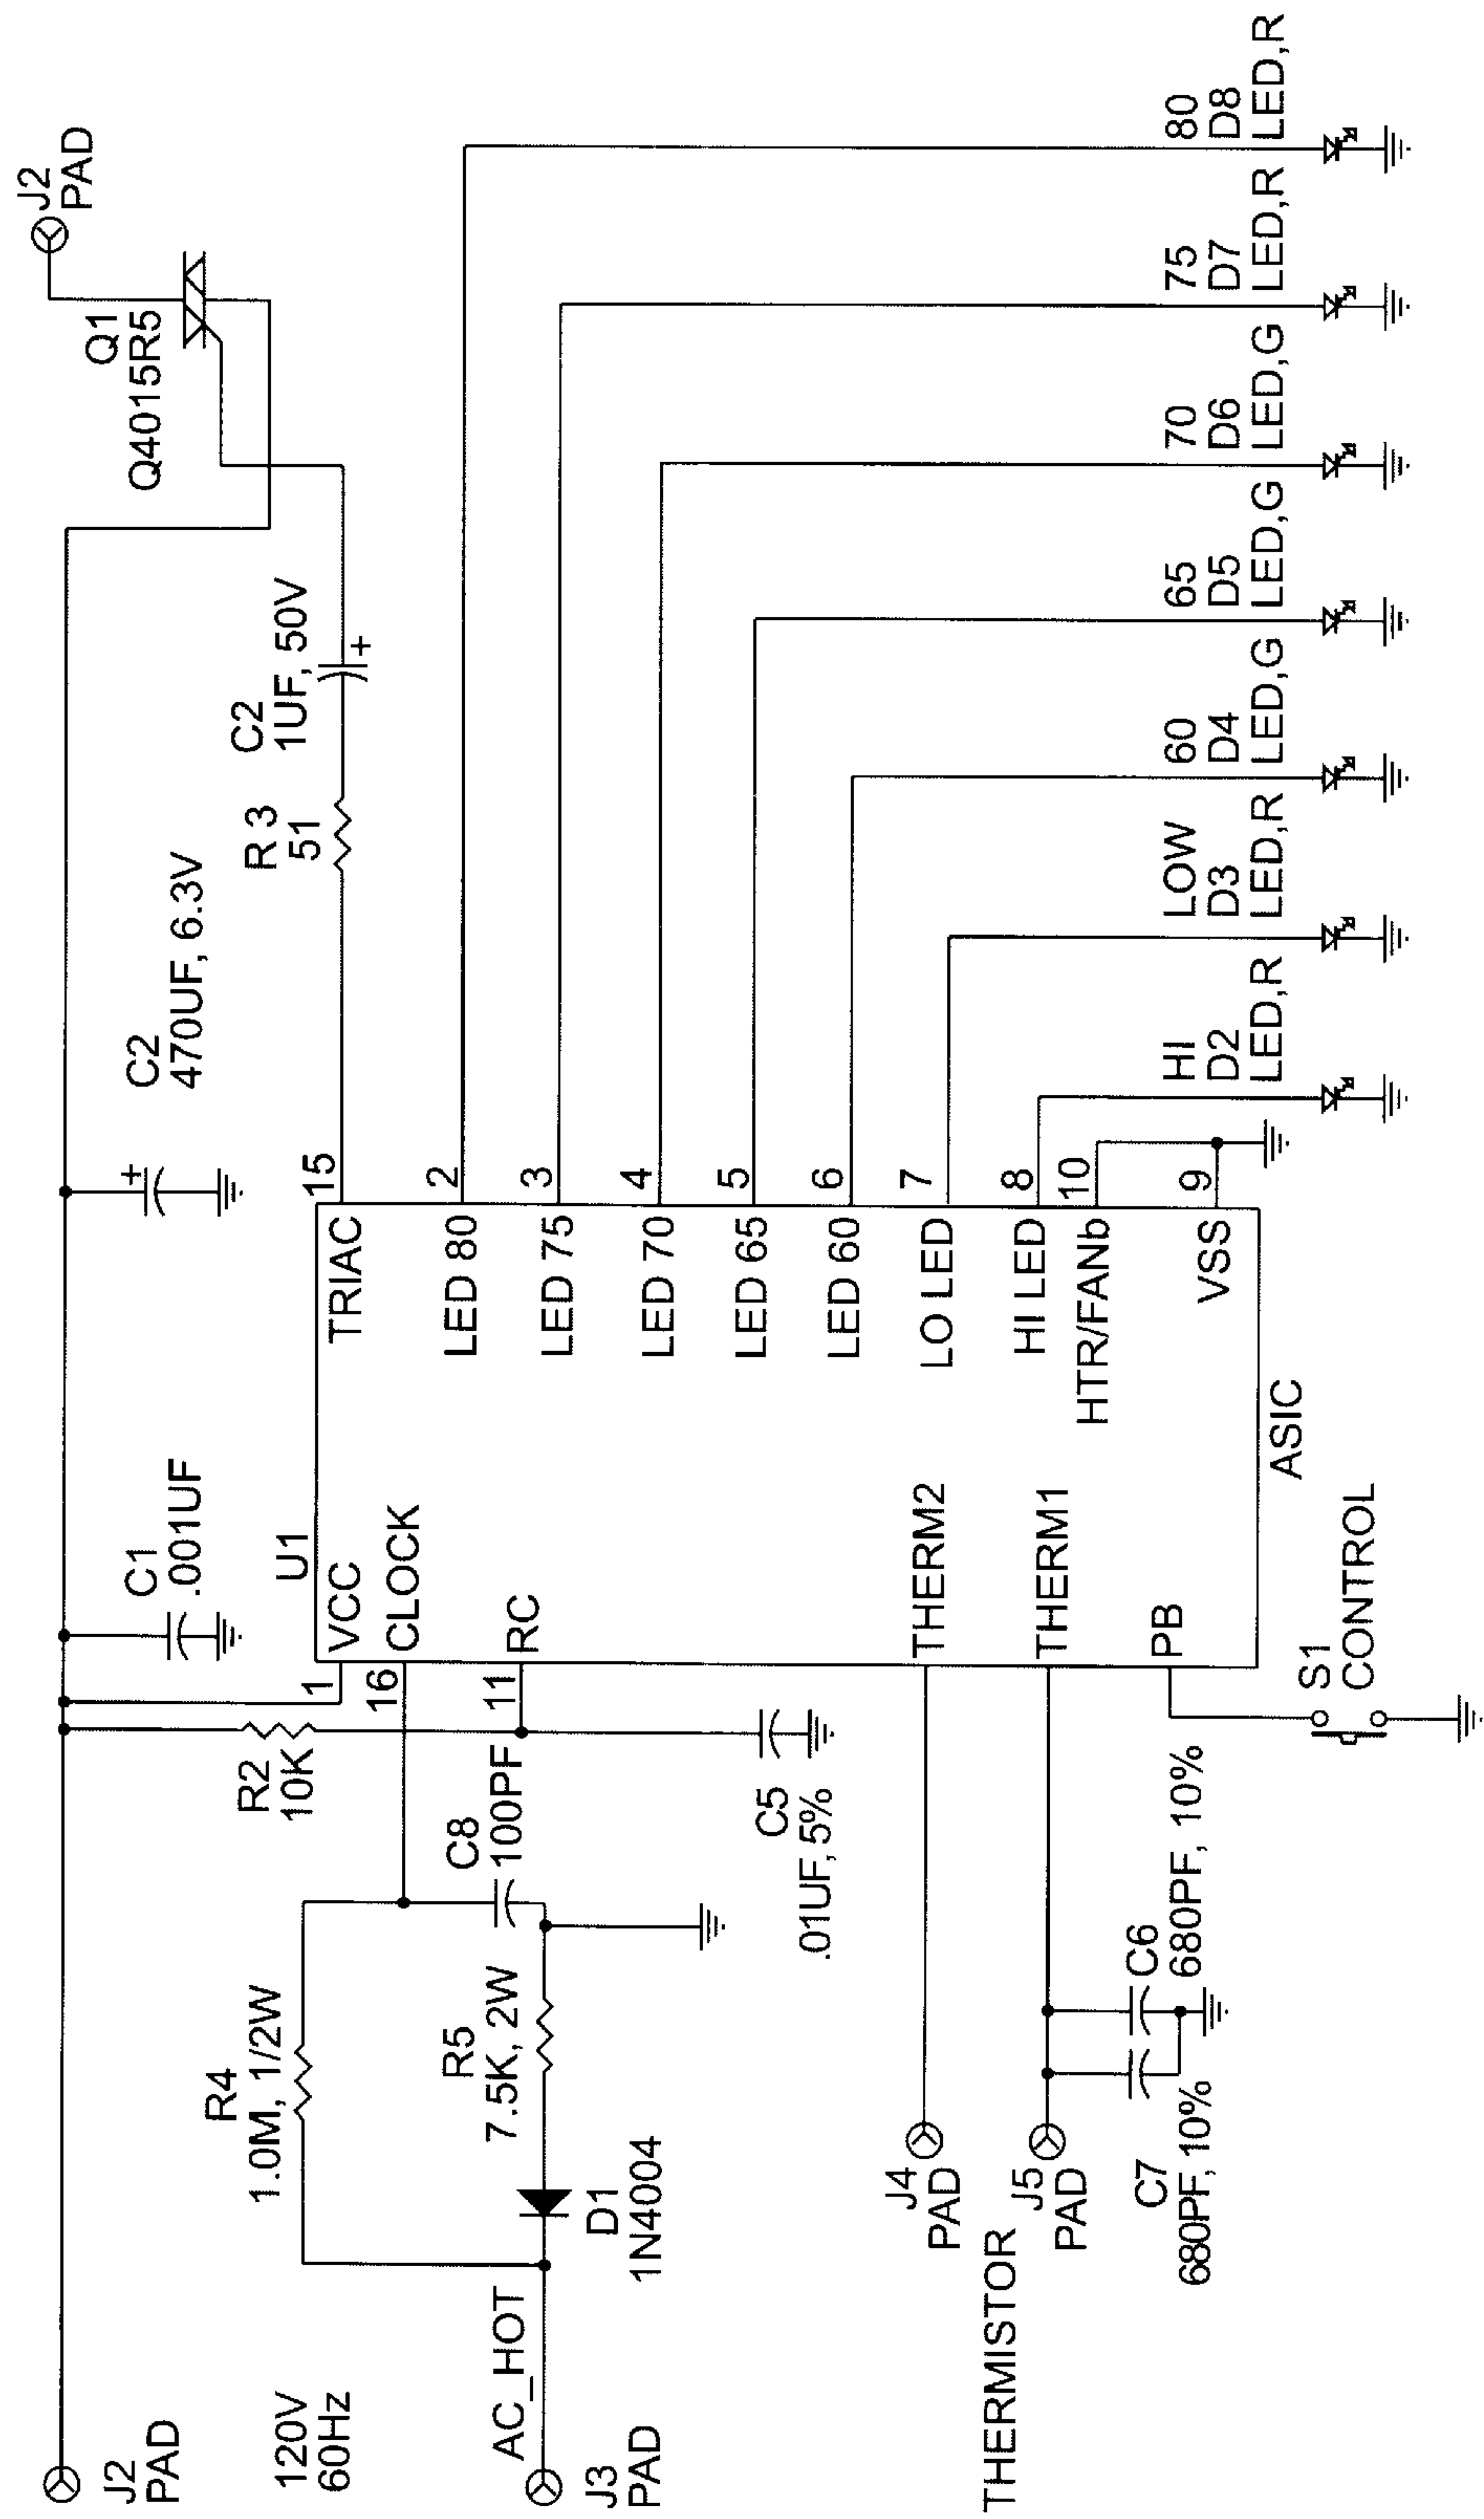 J2
PAD
120V
60Hz
AC_HOT
J3
PAD
R4
1.0M, 1/2W
D1
1N4004
R5
7.5K, 2W
C8
100PF
R2
10K
C5
.01UF, 5%
C1
.001UF
C2
470UF, 6.3V
R 3
51
C2
1UF, 50V
Q1
Q4015R5
J2
PAD
THERMISTOR
J4
PAD
J5
PAD
C7
680PF, 10%
C6
680PF, 10%
S1
CONTROL
U1
1
VCC
16
CLOCK
11
RC
THERM2
THERM1
PB
ASIC
TRIAC
15
LED 80
2
LED 75
3
LED 70
4
LED 65
5
LED 60
6
LO LED
7
HI LED
8
HTR/FANb
10
VSS
9
HI
D2
LED,R
LOW
D3
LED,R
60
D4
LED,G
65
D5
LED,G
70
D6
LED,G
75
D7
LED,R
80
D8
LED,R